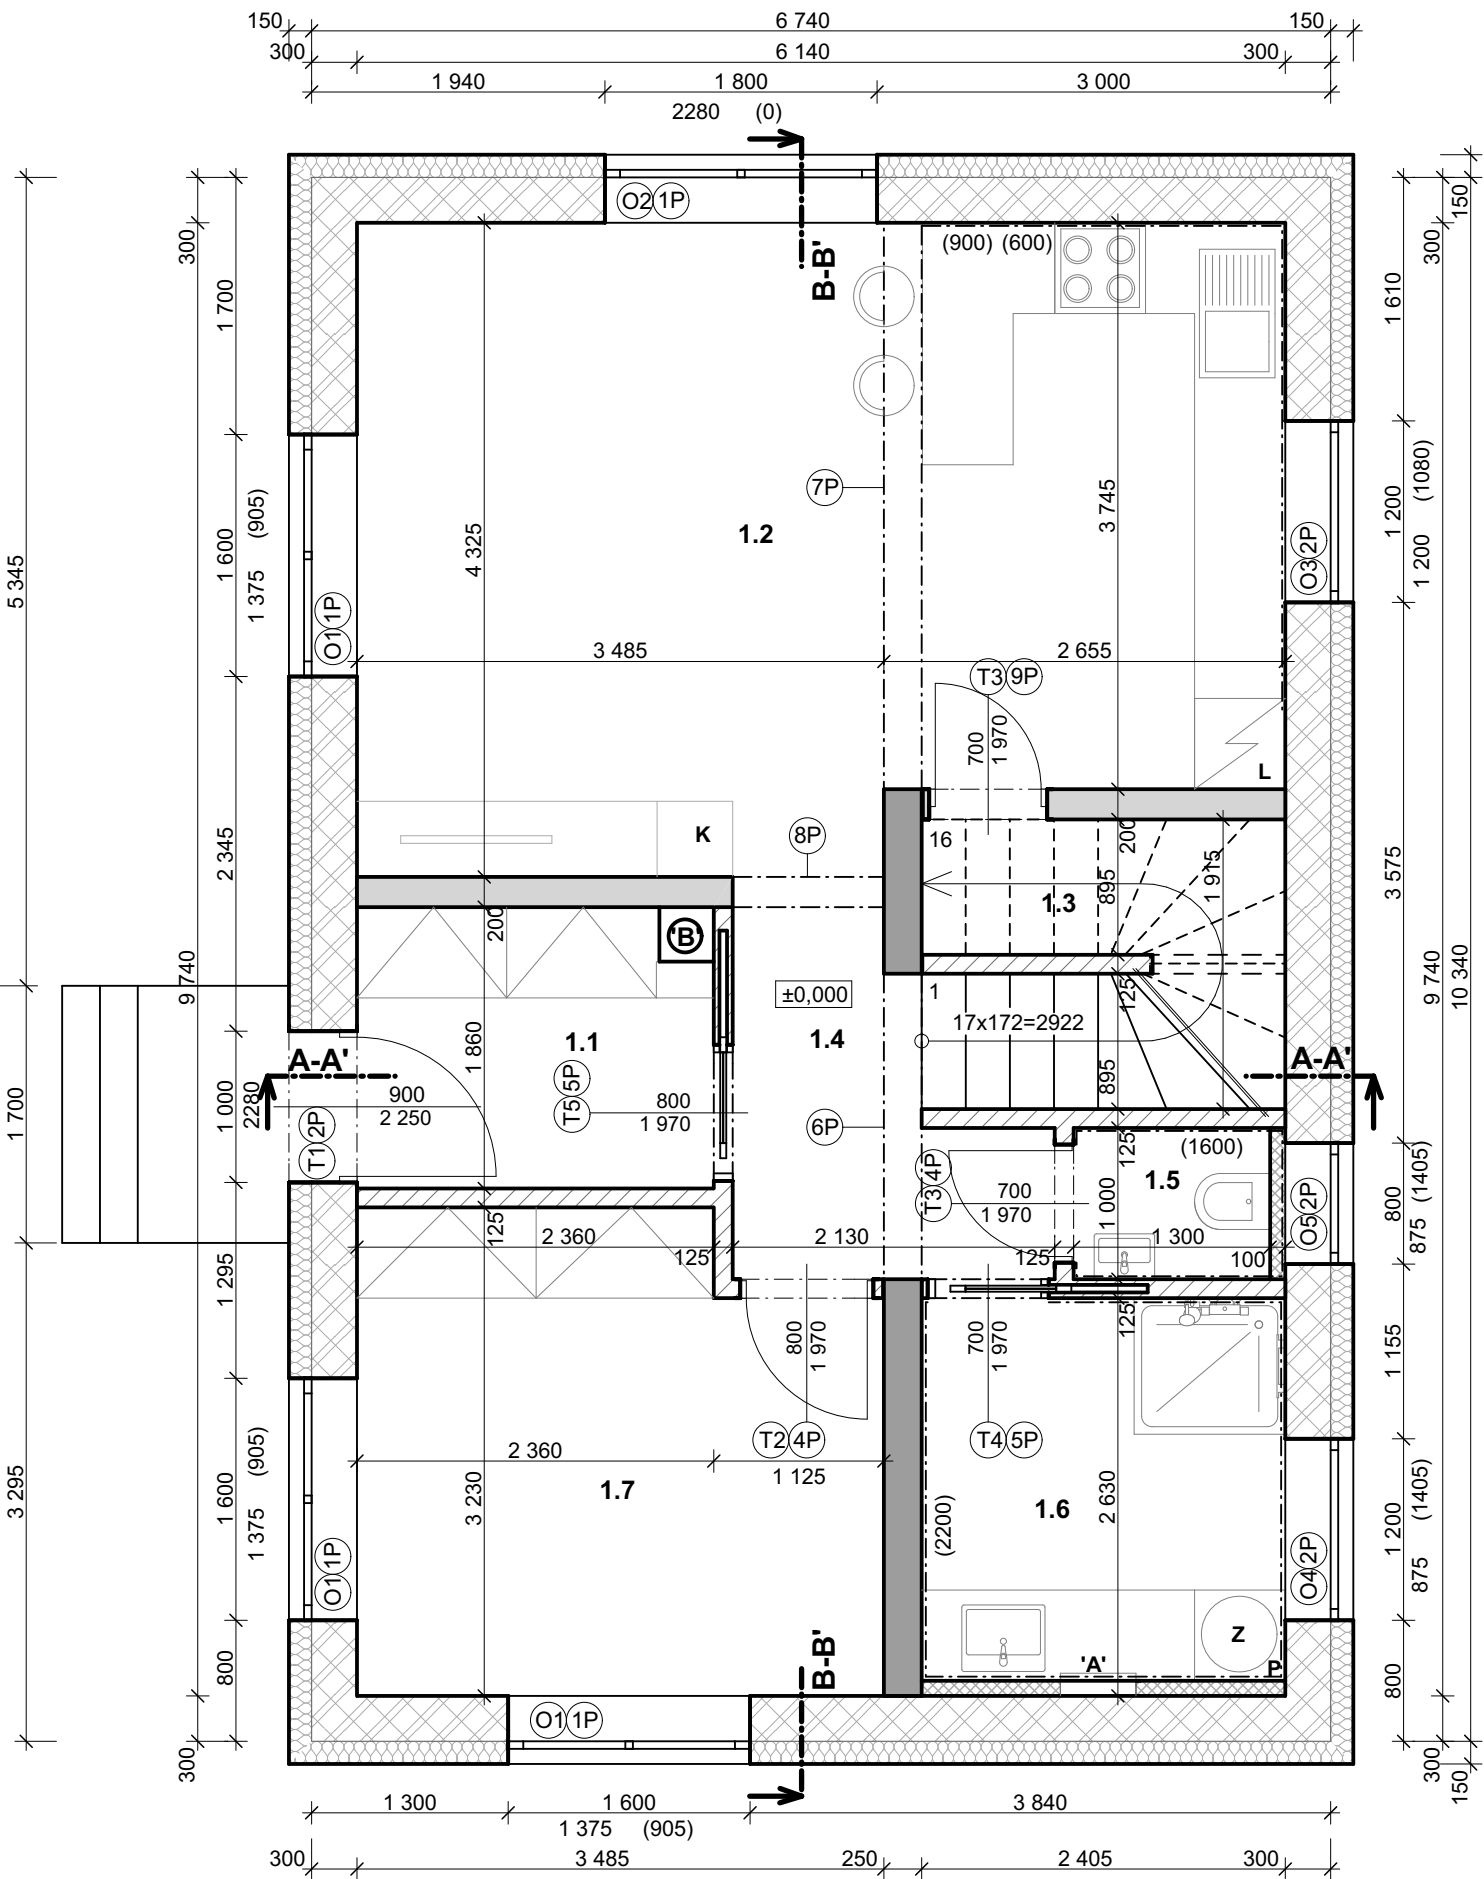 150 6 740 150
300 6 140 300
1 940 1 800 3 000
2280 (0)
O2 1P
B-B'
(900) (600)
150
300
300
1 700
1 610
7P
1.2
4 325
3 745
1 600 (905)
1 375
O1 1P
1 200 (1080)
1 200
O3 2P
5 345
3 485 2 655
T3 9P
700
1 970
L
K
8P
16
200
895
1 915
1.3
2 345
3 575
200
'B'
±0,000
1
125
17x172=2922
9 740
9 740
10 340
1.1
1.4
1 860
A-A'
A-A'
900
2 250
T1 2P
T5 5P
800
1 970
895
1 000
2280
1 700
6P
125
(1600)
1.5
T3 4P
700
1 970
1 000
O5 2P
800 (1405)
875
125
2 360 125 2 130 125 1 300 100
1 295
125
800
1 970
700
1 970
1 155
T2 4P
T4 5P
2 360
1 125
1.7
3 230
1.6
2 630
(2200)
1 600 (905)
1 375
O1 1P
1 200 (1405)
875
O4 2P
3 295
Z
P
'A'
B-B'
800
800
O1 1P
300
300
150
1 300 1 600 3 840
1 375 (905)
300 3 485 250 2 405 300